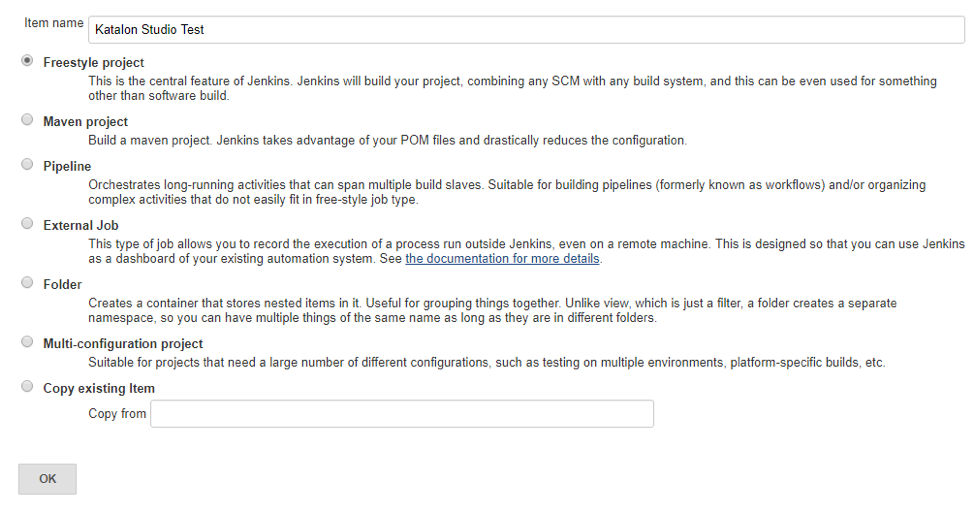 Item name
Katalon Studio Test
Freestyle project
This is the central feature of Jenkins. Jenkins will build your project, combining any SCM with any build system, and this can be even used for something
other than software build.
Maven project
Build a maven project. Jenkins takes advantage of your POM files and drastically reduces the configuration.
Pipeline
Orchestrates long-running activities that can span multiple build slaves. Suitable for building pipelines (formerly known as workflows) and/or organizing
complex activities that do not easily fit in free-style job type.
External Job
This type of job allows you to record the execution of a process run outside Jenkins, even on a remote machine. This is designed so that you can use Jenkins
as a dashboard of your existing automation system. See the documentation for more details.
Folder
Creates a container that stores nested items in it. Useful for grouping things together. Unlike view, which is just a filter, a folder creates a separate
namespace, so you can have multiple things of the same name as long as they are in different folders.
Multi-configuration project
Suitable for projects that need a large number of different configurations, such as testing on multiple environments, platform-specific builds, etc.
Copy existing Item
Copy from
OK